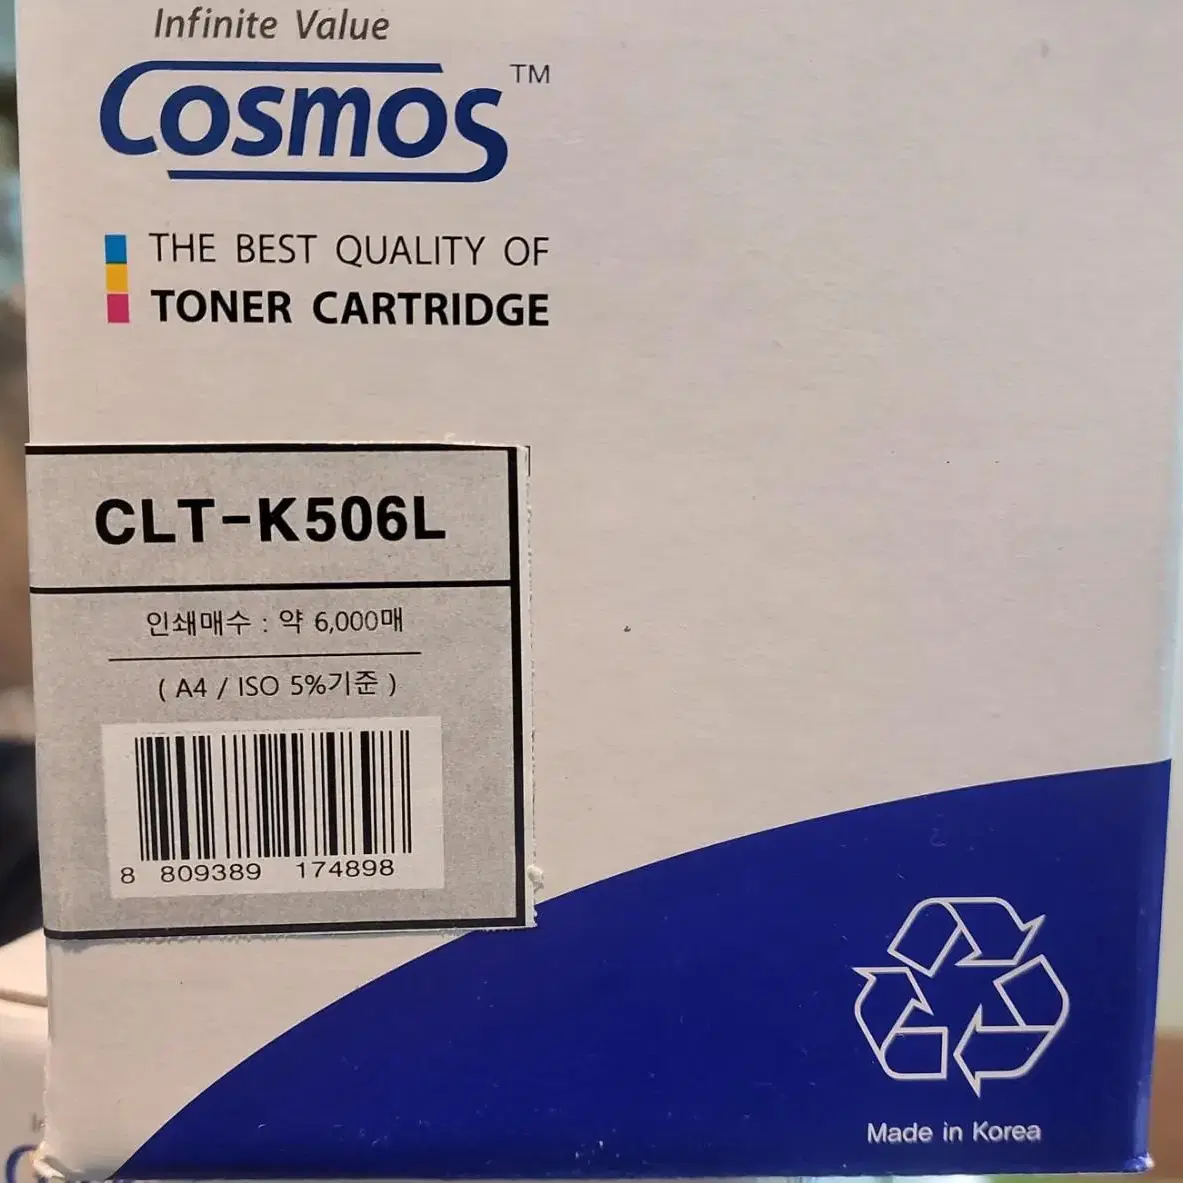 Infinite Value
Cosmos™
THE BEST QUALITY OF
TONER CARTRIDGE
CLT-K506L
인쇄매수 : 약 6,000매
( A4 / ISO 5%기준 )
8 809389 174898
Made in Korea